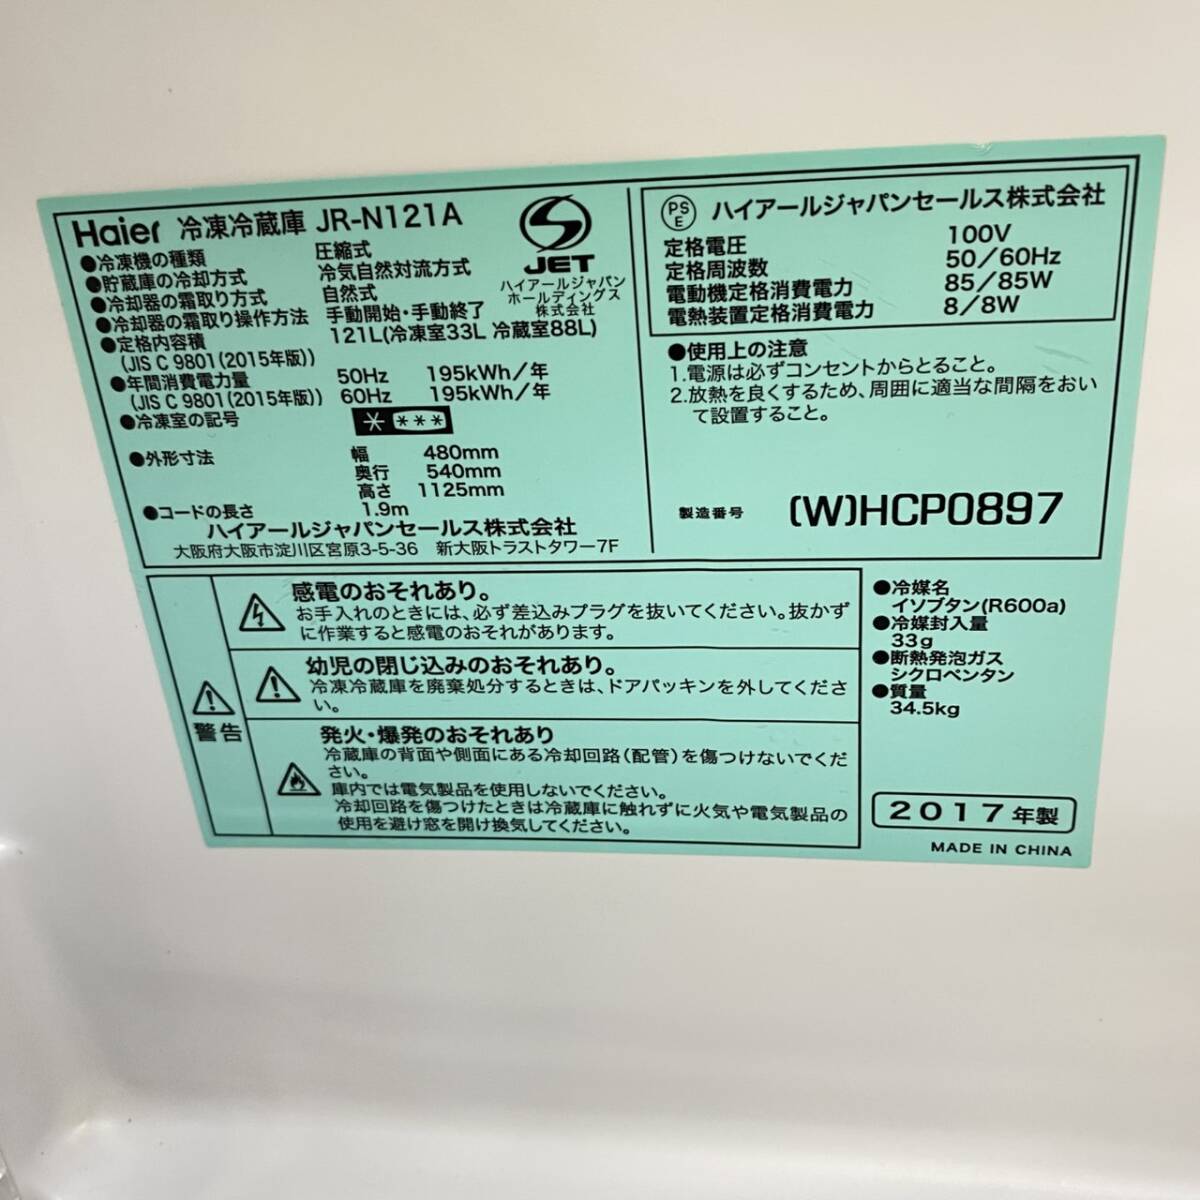 Haier 冷凍冷蔵庫 JR-N121A
●冷凍機の種類 圧縮式
●貯蔵庫の冷却方式 冷気自然対流方式
●冷却器の霜取り方式 自然式
●冷却器の霜取り操作方法 手動開始・手動終了
●定格内容積 121L(冷凍室33L 冷蔵室88L)
(JIS C 9801(2015年版))
●年間消費電力量 50Hz 195kWh/年
(JIS C 9801(2015年版)) 60Hz 195kWh/年
●冷凍室の記号 * ***
●外形寸法 幅 480mm
奥行 540mm
高さ 1125mm
●コードの長さ 1.9m
ハイアールジャパンセールス株式会社
大阪府大阪市淀川区宮原3-5-36 新大阪トラストタワー7F
S
JET
ハイアールジャパン
ホールディングス
株式会社
PS
E
ハイアールジャパンセールス株式会社
定格電圧 100V
定格周波数 50/60Hz
電動機定格消費電力 85/85W
電熱装置定格消費電力 8/8W
●使用上の注意
1.電源は必ずコンセントからとること。
2.放熱を良くするため、周囲に適当な間隔をおい
て設置すること。
製造番号 (W)HCP0897
警告
感電のおそれあり。
お手入れのときには、必ず差込みプラグを抜いてください。抜かず
に作業すると感電のおそれがあります。
幼児の閉じ込みのおそれあり。
冷凍冷蔵庫を廃棄処分するときは、ドアパッキンを外してくださ
い。
発火・爆発のおそれあり
冷蔵庫の背面や側面にある冷却回路(配管)を傷つけないでくだ
さい。
庫内では電気製品を使用しないでください。
冷却回路を傷つけたときは冷蔵庫に触れずに火気や電気製品の
使用を避け窓を開け換気してください。
●冷媒名
イソブタン(R600a)
●冷媒封入量
33g
●断熱発泡ガス
シクロペンタン
●質量
34.5kg
2017年製
MADE IN CHINA